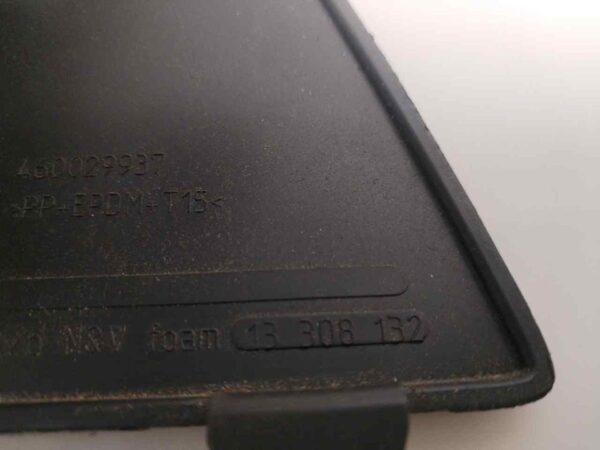 460029937
>PP+EPDM-T15<
N&V foam 13 308 132